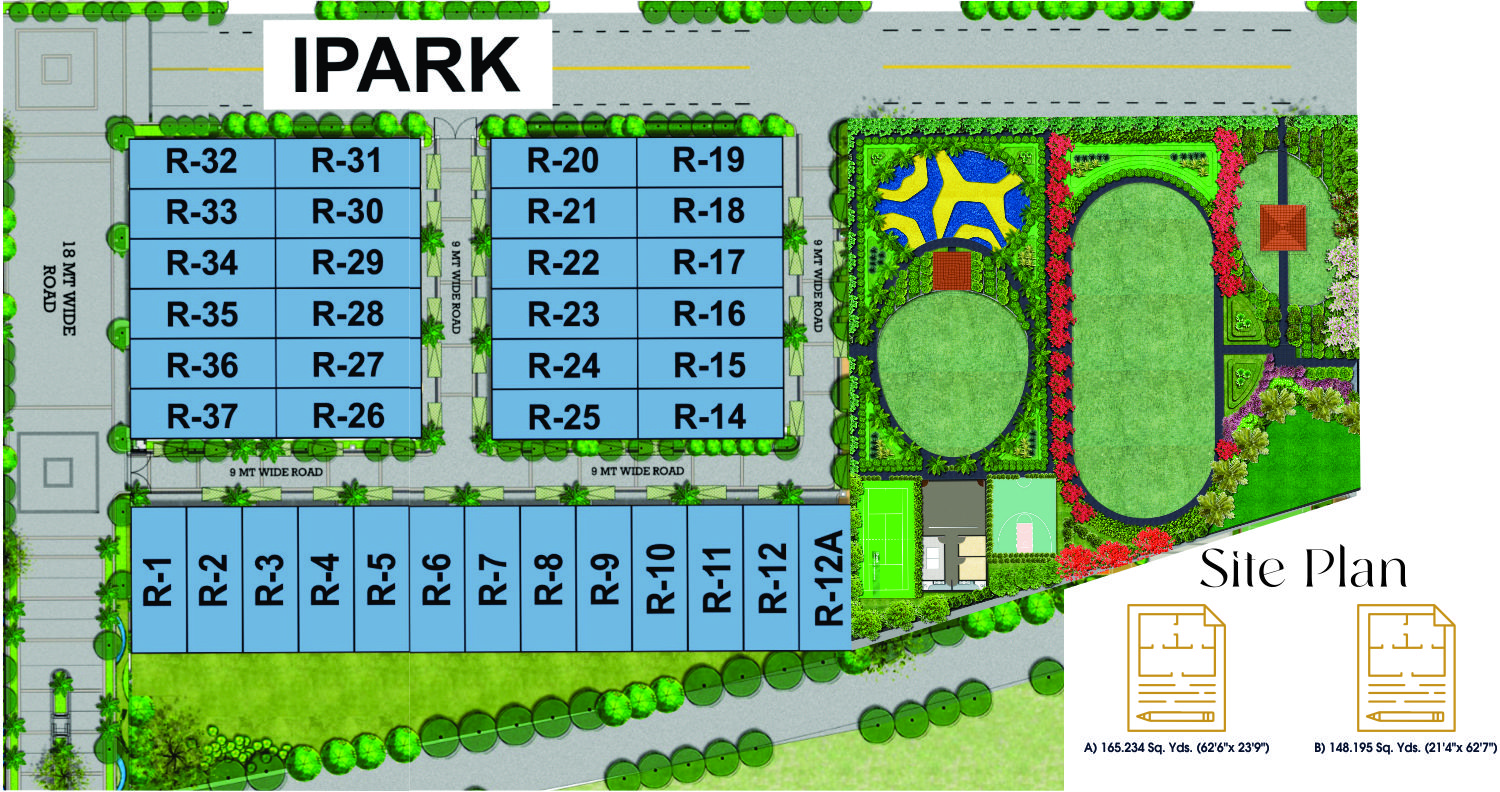 IPARK
R-32 R-31
R-33 R-30
R-34 R-29
R-35 R-28
R-36 R-27
R-37 R-26
R-20 R-19
R-21 R-18
R-22 R-17
R-23 R-16
R-24 R-15
R-25 R-14
18 MT WIDE
ROAD
9 MT WIDE ROAD
9 MT WIDE ROAD
9 MT WIDE ROAD
9 MT WIDE ROAD
R-1
R-2
R-3
R-4
R-5
R-6
R-7
R-8
R-9
R-10
R-11
R-12
R-12A
Site Plan
A) 165.234 Sq. Yds. (62'6"x 23'9")
B) 148.195 Sq. Yds. (21'4"x 62'7")